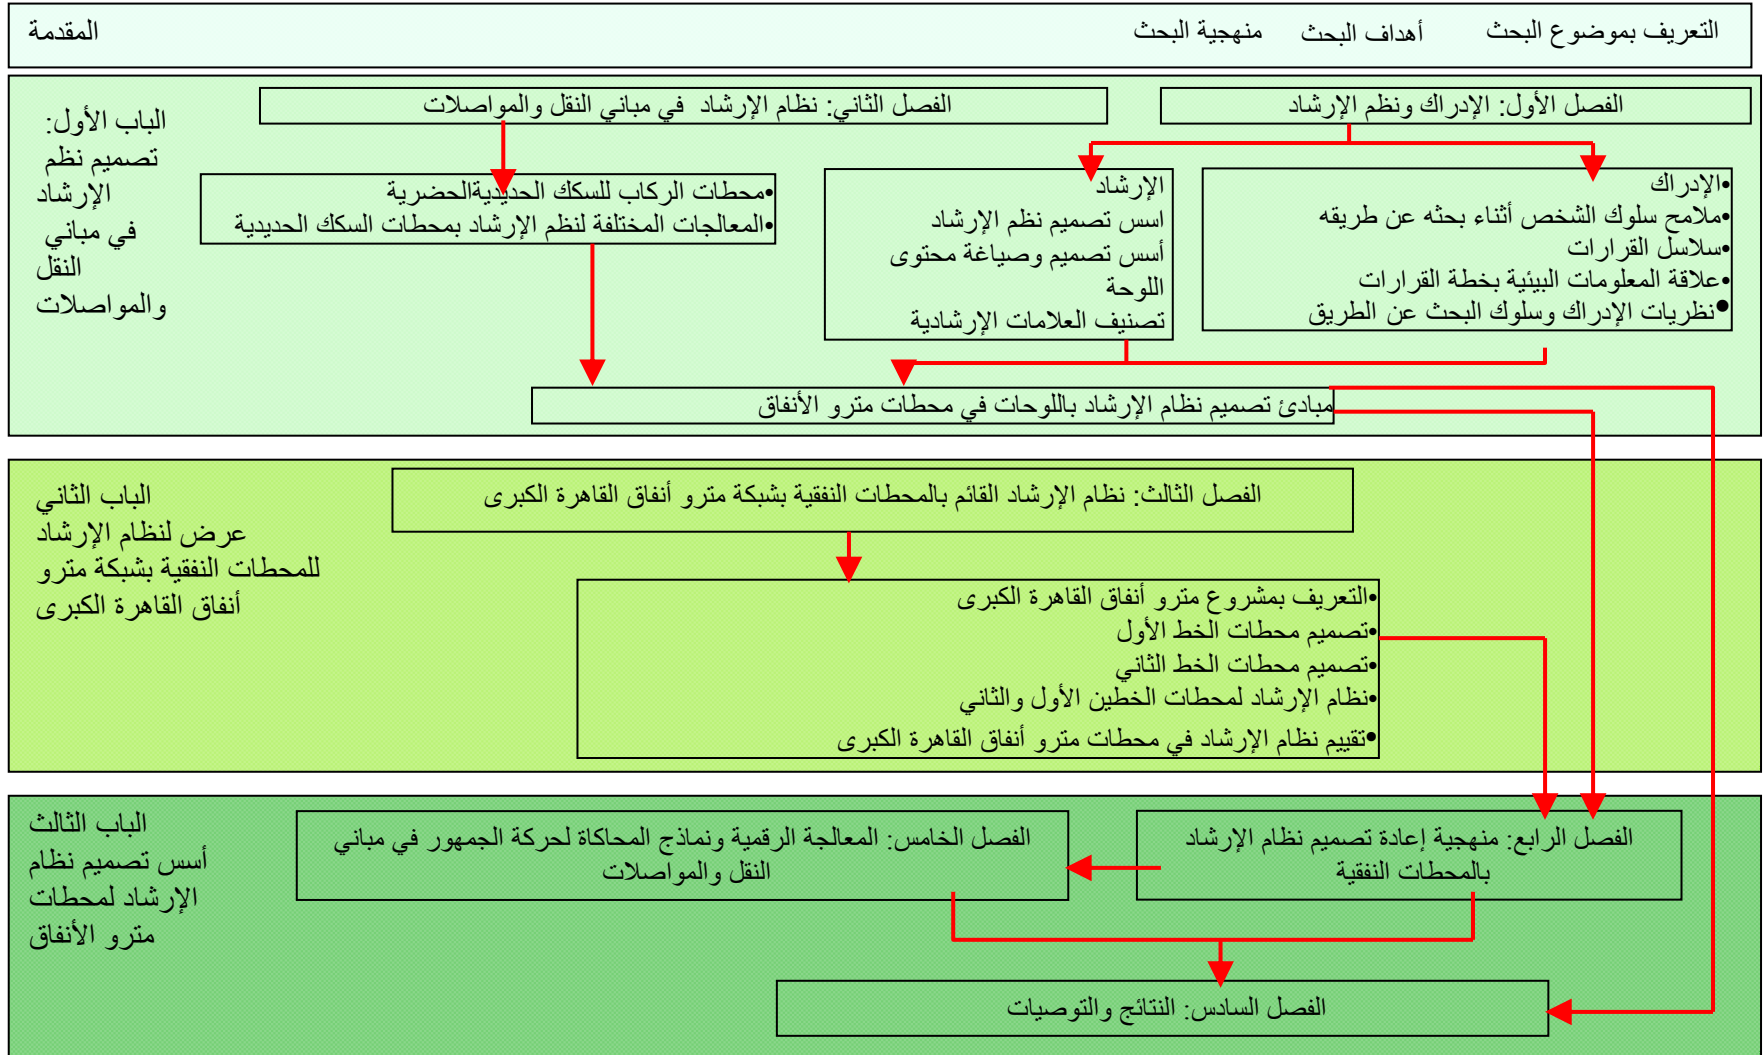 التعريف بموضوع البحث أهداف البحث منهجية البحث المقدمة
الباب الأول:
تصميم نظم
الإرشاد
في مباني
النقل
والمواصلات
الفصل الأول: الإدراك ونظم الإرشاد
الفصل الثاني: نظام الإرشاد في مباني النقل والمواصلات
•الإدراك
•ملامح سلوك الشخص أثناء بحثه عن طريقه
•سلاسل القرارات
•علاقة المعلومات البيئية بخطة القرارات
•نظريات الإدراك وسلوك البحث عن الطريق
الإرشاد
اسس تصميم نظم الإرشاد
أسس تصميم وصياغة محتوى
اللوحة
تصنيف العلامات الإرشادية
•محطات الركاب للسكك الحديديةالحضرية
•المعالجات المختلفة لنظم الإرشاد بمحطات السكك الحديدية
مبادئ تصميم نظام الإرشاد باللوحات في محطات مترو الأنفاق
الباب الثاني
عرض لنظام الإرشاد
للمحطات النفقية بشبكة مترو
أنفاق القاهرة الكبرى
الفصل الثالث: نظام الإرشاد القائم بالمحطات النفقية بشبكة مترو أنفاق القاهرة الكبرى
•التعريف بمشروع مترو أنفاق القاهرة الكبرى
•تصميم محطات الخط الأول
•تصميم محطات الخط الثاني
•نظام الإرشاد لمحطات الخطين الأول والثاني
•تقييم نظام الإرشاد في محطات مترو أنفاق القاهرة الكبرى
الباب الثالث
أسس تصميم نظام
الإرشاد لمحطات
مترو الأنفاق
الفصل الرابع: منهجية إعادة تصميم نظام الإرشاد
بالمحطات النفقية
الفصل الخامس: المعالجة الرقمية ونماذج المحاكاة لحركة الجمهور في مباني
النقل والمواصلات
الفصل السادس: النتائج والتوصيات